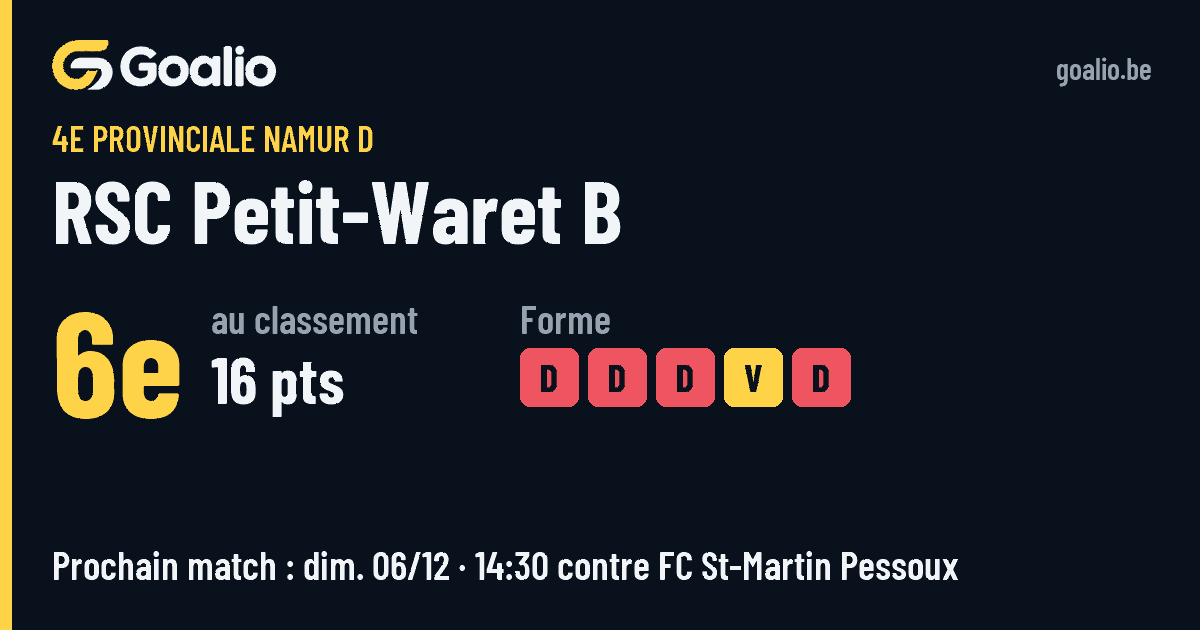 Goalio
goalio.be
4E PROVINCIALE NAMUR D
RSC Petit-Waret B
6e
au classement
16 pts
Forme
D D D V D
Prochain match : dim. 06/12 · 14:30 contre FC St-Martin Pessoux